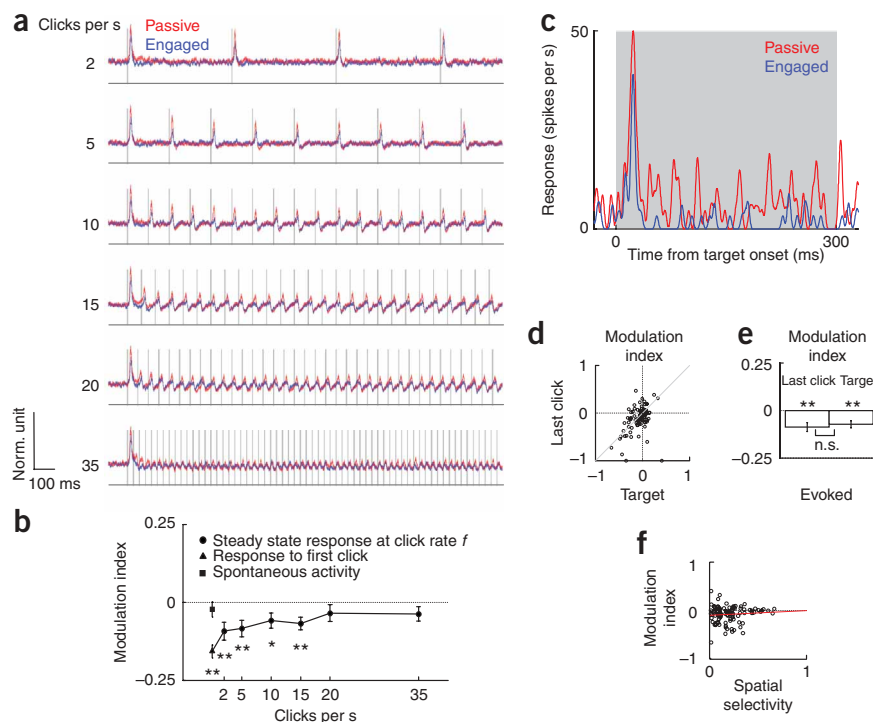 a
Clicks per s
Passive
Engaged
2
5
10
15
20
35
Norm. unit
100 ms
b
Modulation index
0.25
0
−0.25
Steady state response at click rate f
Response to first click
Spontaneous activity
**
**
**
*
**
2 5 10 15 20 35
Clicks per s
c
Response (spikes per s)
50
0
Passive
Engaged
0 300
Time from target onset (ms)
d
Modulation
index
Last click
1
0
−1
−1 0 1
Target
e
Modulation
index
0.25
0
−0.25
Last click Targe
** **
n.s.
Evoked
f
Modulation
index
1
0
−1
0 1
Spatial
selectivity